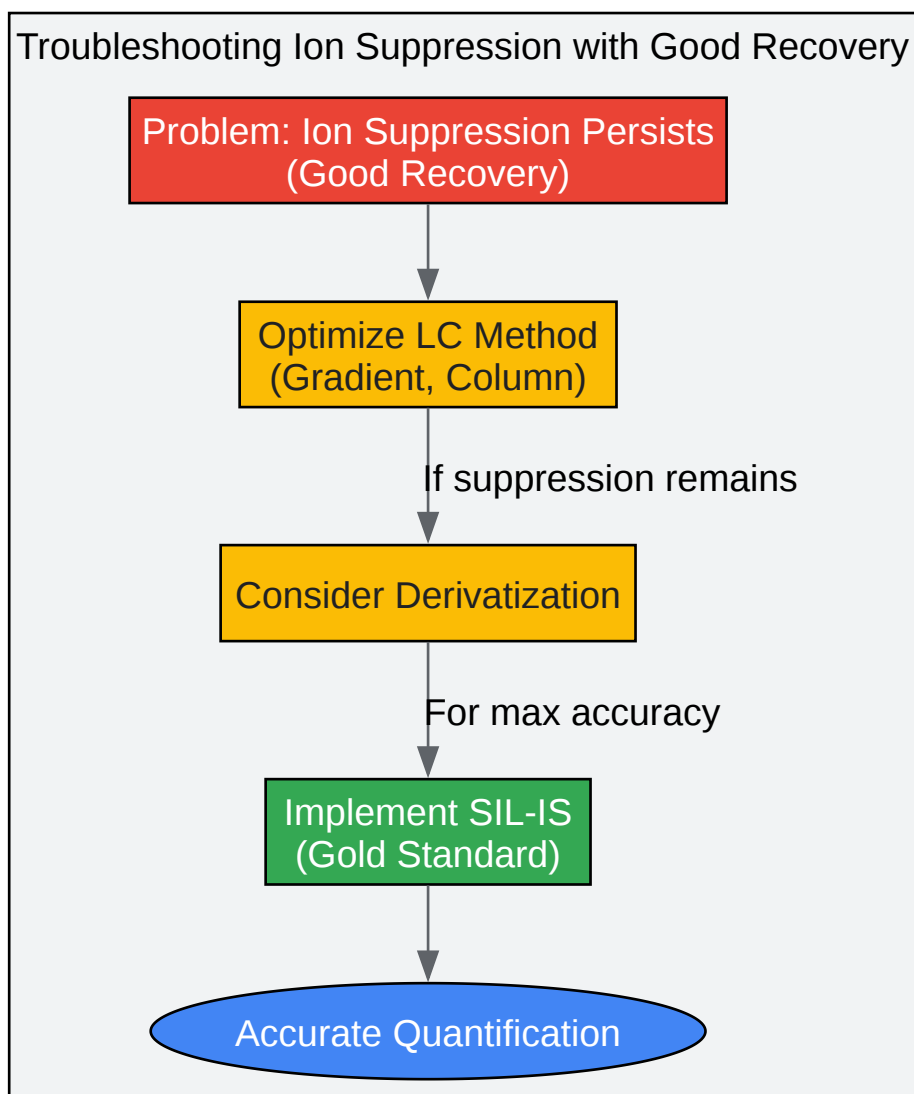 Troubleshooting Ion Suppression with Good Recovery
Problem: Ion Suppression Persists
(Good Recovery)
Optimize LC Method
(Gradient, Column)
If suppression remains
Consider Derivatization
For max accuracy
Implement SIL-IS
(Gold Standard)
Accurate Quantification